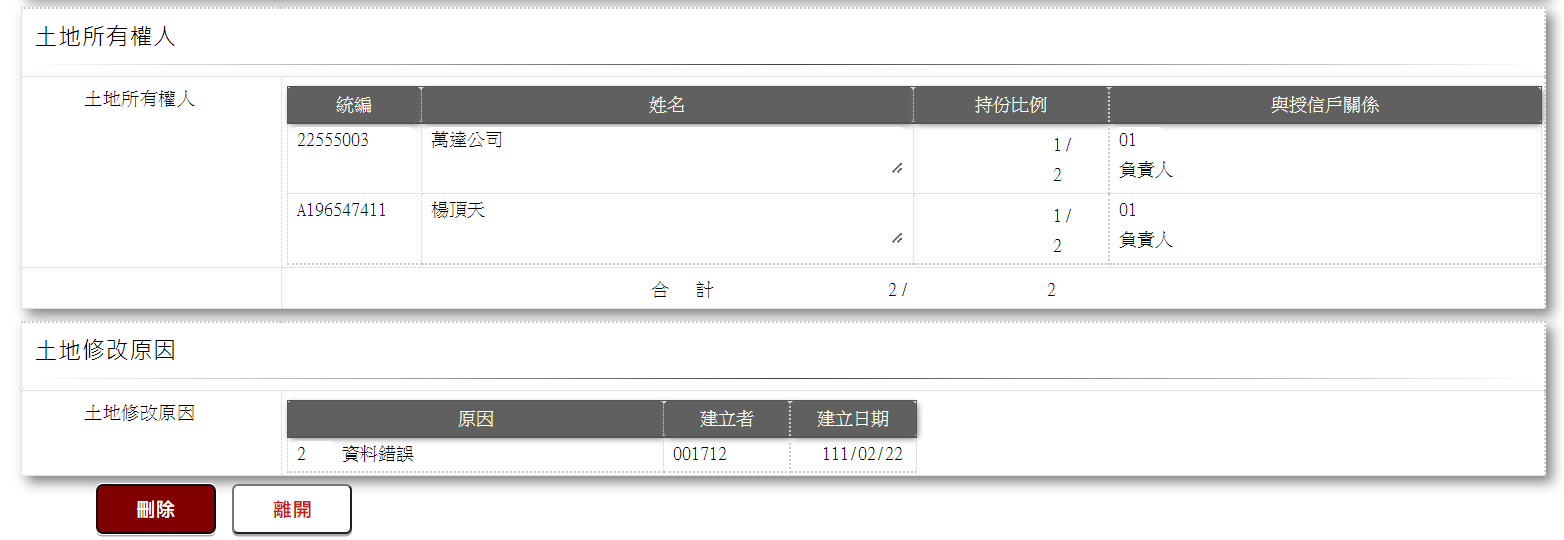 土地所有權人
土地所有權人
統編 姓名 持份比例 與授信戶關係
22555003 萬達公司 1 / 2 01 負責人
A196547411 楊頂天 1 / 2 01 負責人
合 計 2 / 2
土地修改原因
土地修改原因
原因 建立者 建立日期
2 資料錯誤 001712 111/02/22
刪除 離開